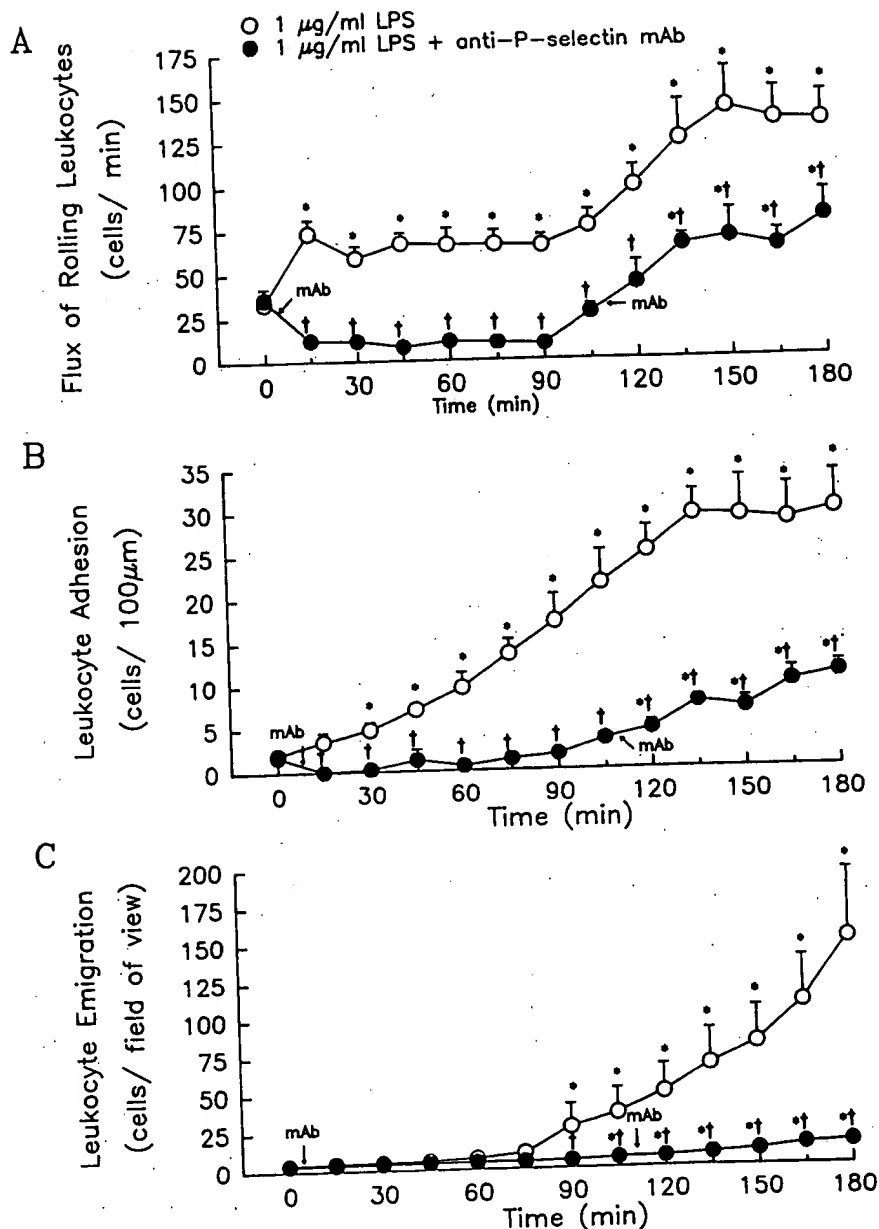 A
○ 1 μg/ml LPS
● 1 μg/ml LPS + anti-P-selectin mAb
Flux of Rolling Leukocytes
(cells/ min)
175
150
125
100
75
50
25
0
* * * * * * * * * * * *
mAb
† † † † † † † † *† *† *† *†
mAb
0 30 60 90 120 150 180
Time (min)
B
Leukocyte Adhesion
(cells/ 100μm)
35
30
25
20
15
10
5
0
* * * * * * * * * * *
mAb
† † † † † † † *† *† *† *† *†
mAb
0 30 60 90 120 150 180
Time (min)
C
Leukocyte Emigration
(cells/ field of view)
200
175
150
125
100
75
50
25
0
* * * * * * *
mAb
mAb
† *† *† *† *† *† *†
0 30 60 90 120 150 180
Time (min)